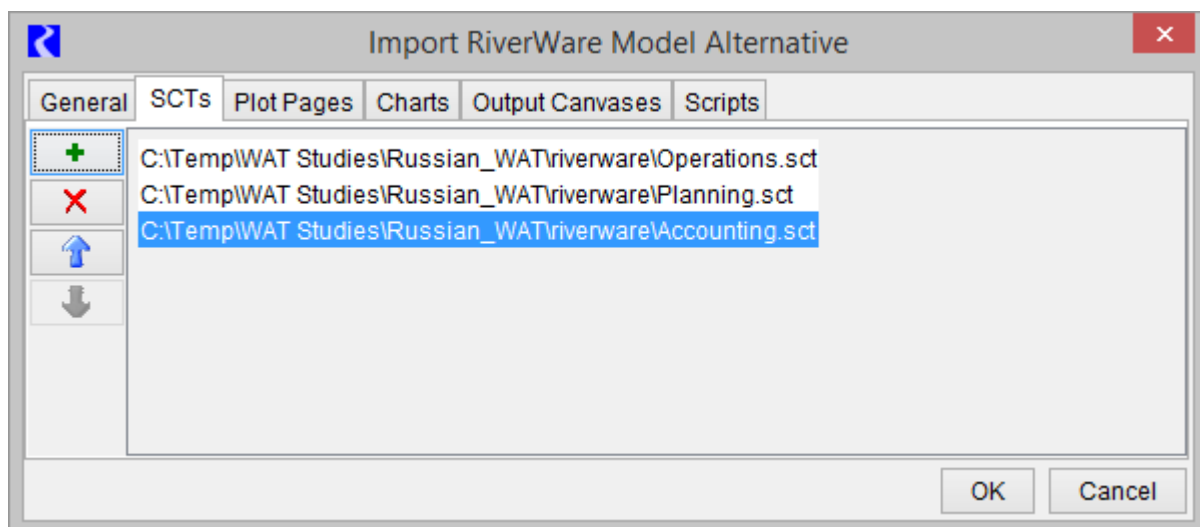 Import RiverWare Model Alternative
General SCTs Plot Pages Charts Output Canvases Scripts
C:\Temp\WAT Studies\Russian_WAT\riverware\Operations.sct
C:\Temp\WAT Studies\Russian_WAT\riverware\Planning.sct
C:\Temp\WAT Studies\Russian_WAT\riverware\Accounting.sct
OK Cancel